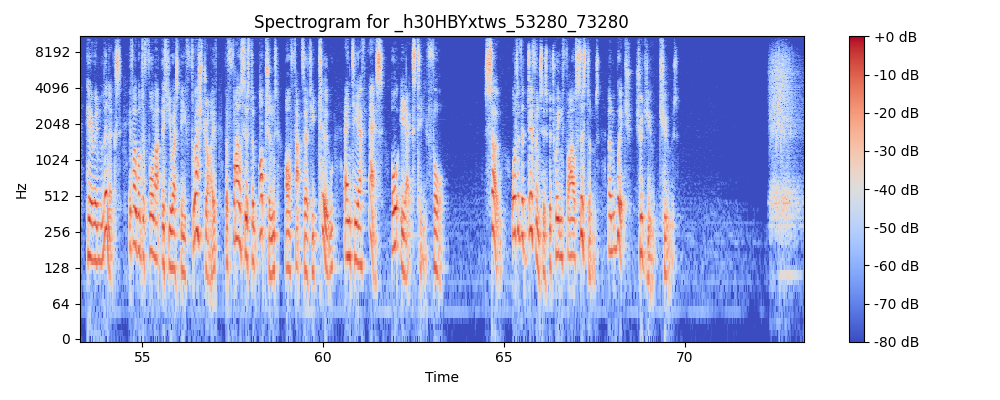 Spectrogram for _h30HBYxtws_53280_73280
8192
4096
2048
1024
512
256
128
64
0
Hz
55
60
65
70
Time
+0 dB
-10 dB
-20 dB
-30 dB
-40 dB
-50 dB
-60 dB
-70 dB
-80 dB